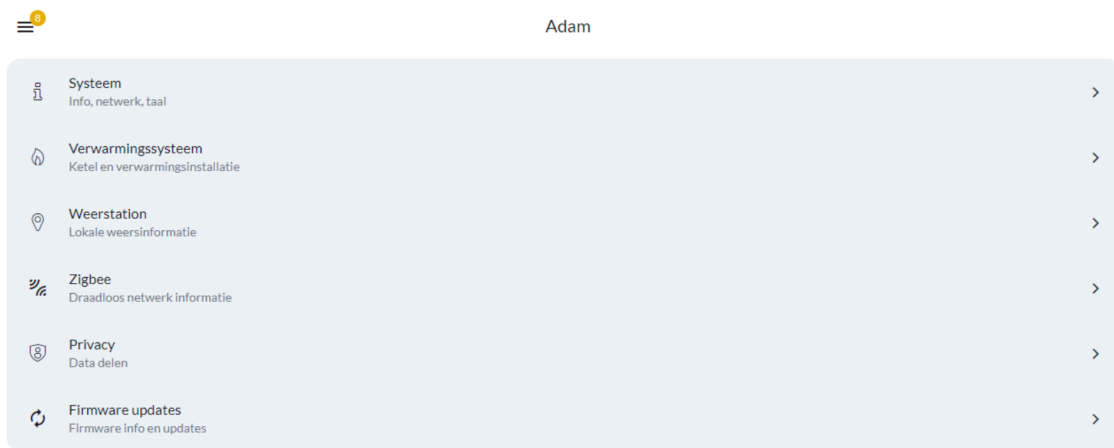 8
Adam
Systeem
Info, netwerk, taal
Verwarmingssysteem
Ketel en verwarmingsinstallatie
Weerstation
Lokale weersinformatie
Zigbee
Draadloos netwerk informatie
Privacy
Data delen
Firmware updates
Firmware info en updates